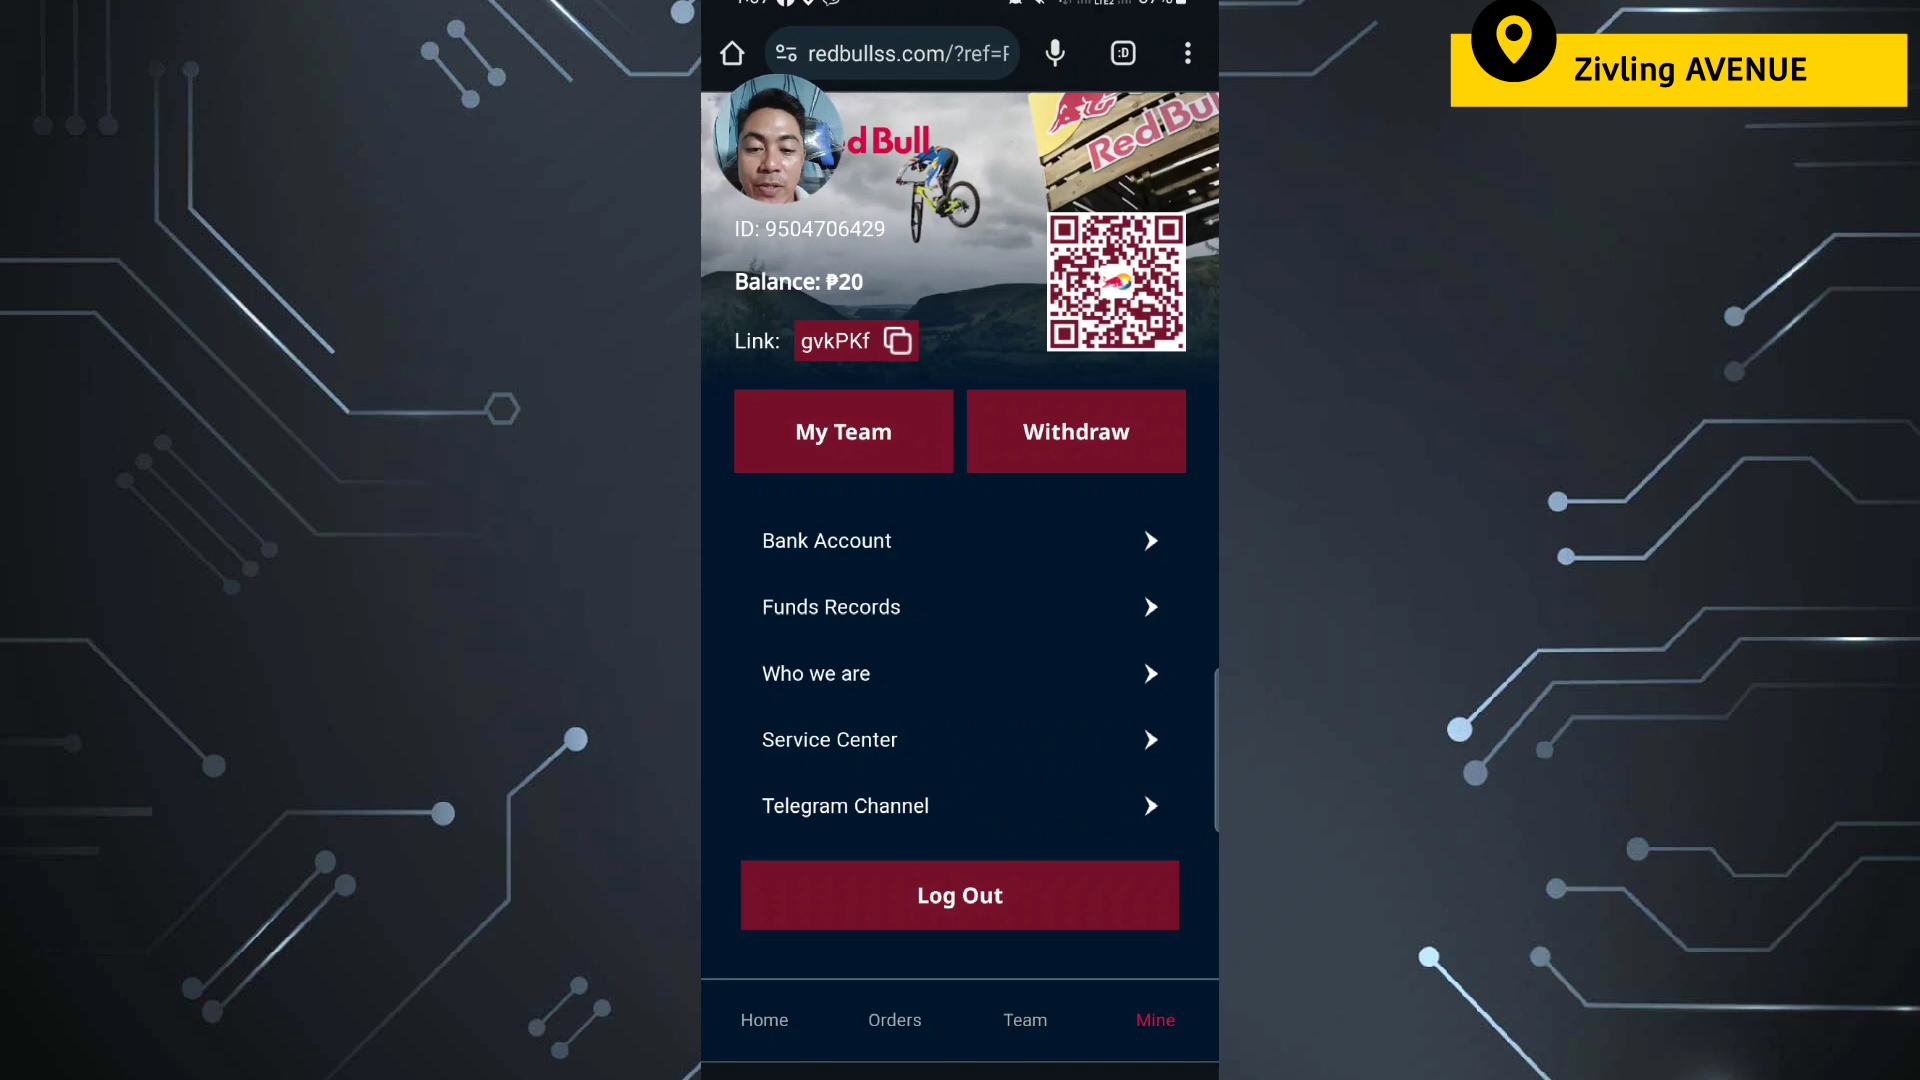 redbullss.com/?ref=F
:D
Zivling AVENUE
d Bull
Red Bul
ID: 9504706429
Balance: ₱20
Link: gvkPKf
My Team
Withdraw
Bank Account
Funds Records
Who we are
Service Center
Telegram Channel
Log Out
Home
Orders
Team
Mine